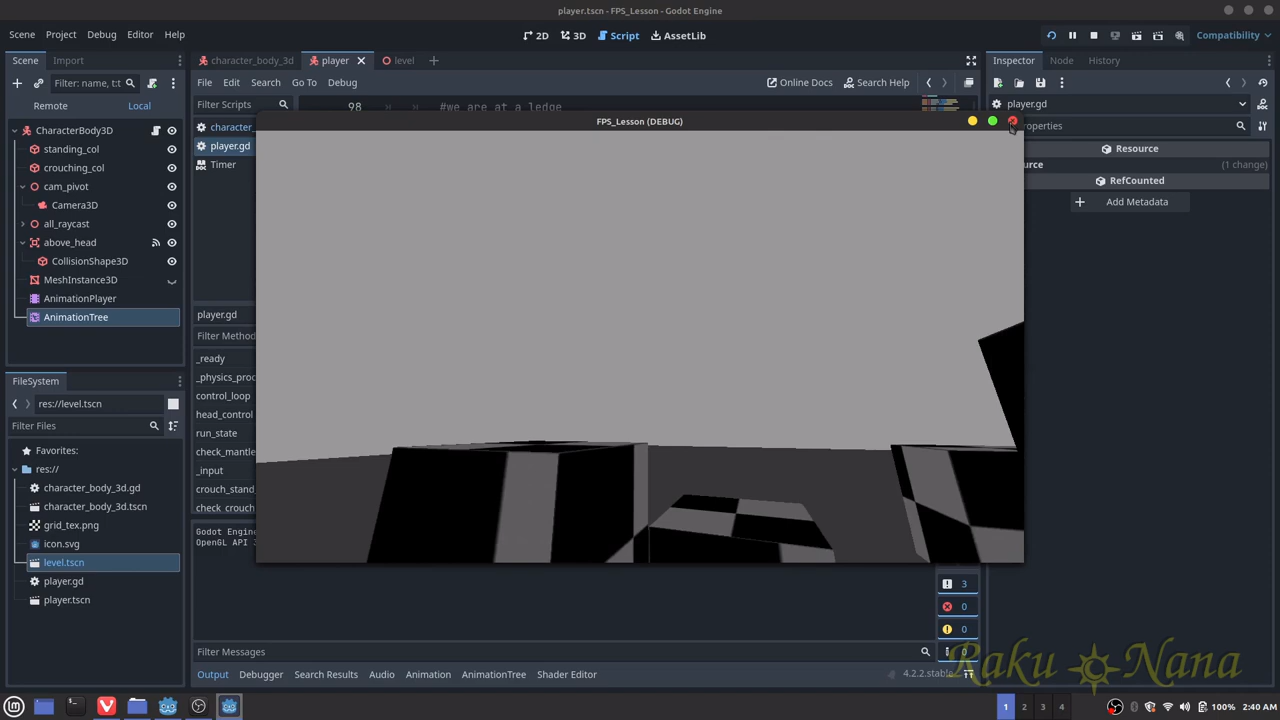 player.tscn - FPS_Lesson - Godot Engine
Scene Project Debug Editor Help
2D 3D Script AssetLib
Compatibility
Scene Import
character_body_3d player level
Inspector Node History
Filter: name, t:t
File Edit Search Go To Debug
Online Docs Search Help
Remote Local
Filter Scripts
98 #we are at a ledge
player.gd
FPS_Lesson (DEBUG)
CharacterBody3D
standing_col
crouching_col
cam_pivot
Camera3D
all_raycast
above_head
CollisionShape3D
MeshInstance3D
AnimationPlayer
AnimationTree
character_
player.gd
Timer
player.gd
Filter Metho
_ready
_physics_proc
control_loop
head_control
run_state
check_mantle
_input
crouch_stand_
check_crouch
roperties
Resource
ource (1 change)
RefCounted
Add Metadata
FileSystem
res://level.tscn
Filter Files
Favorites:
res://
character_body_3d.gd
character_body_3d.tscn
grid_tex.png
icon.svg
level.tscn
player.gd
player.tscn
Godot Engine
OpenGL API 3
3
0
0
0
Filter Messages
Output Debugger Search Results Audio Animation AnimationTree Shader Editor
4.2.2.stable
Raku Nana
1 2 3 4
100% 2:40 AM